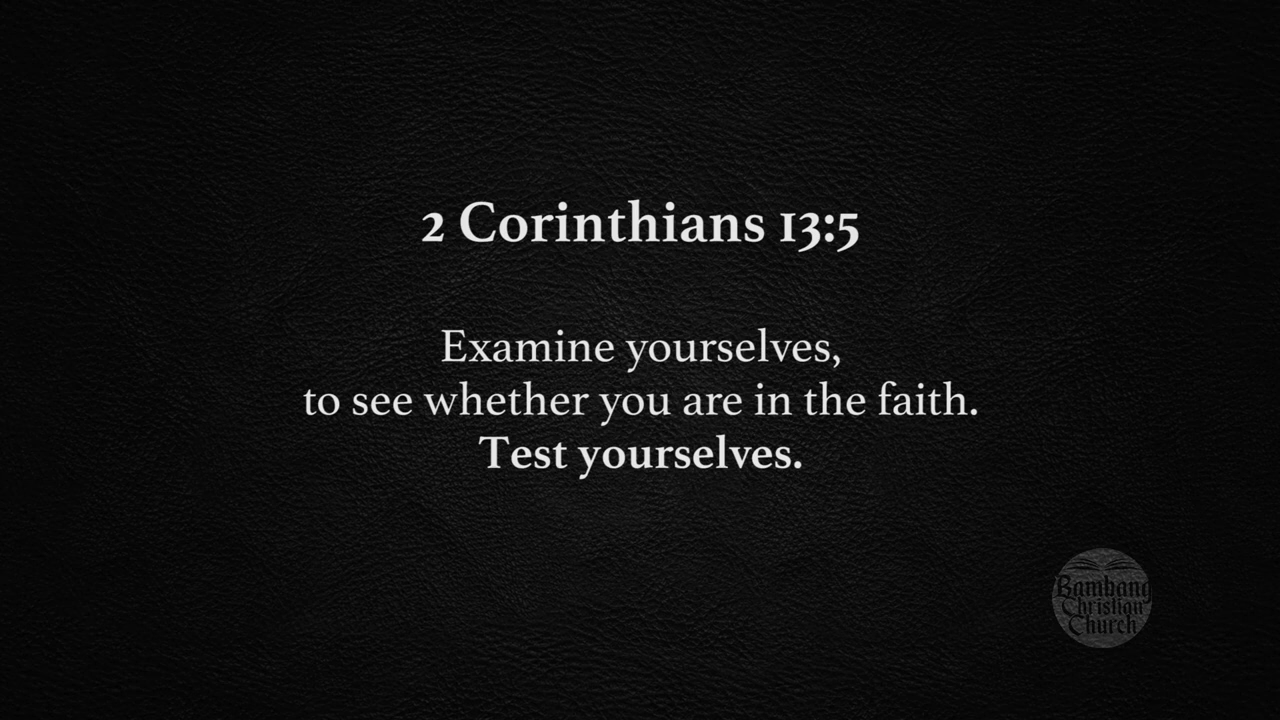 2 Corinthians 13:5
Examine yourselves,
to see whether you are in the faith.
Test yourselves.
Bambang
Christian
Church